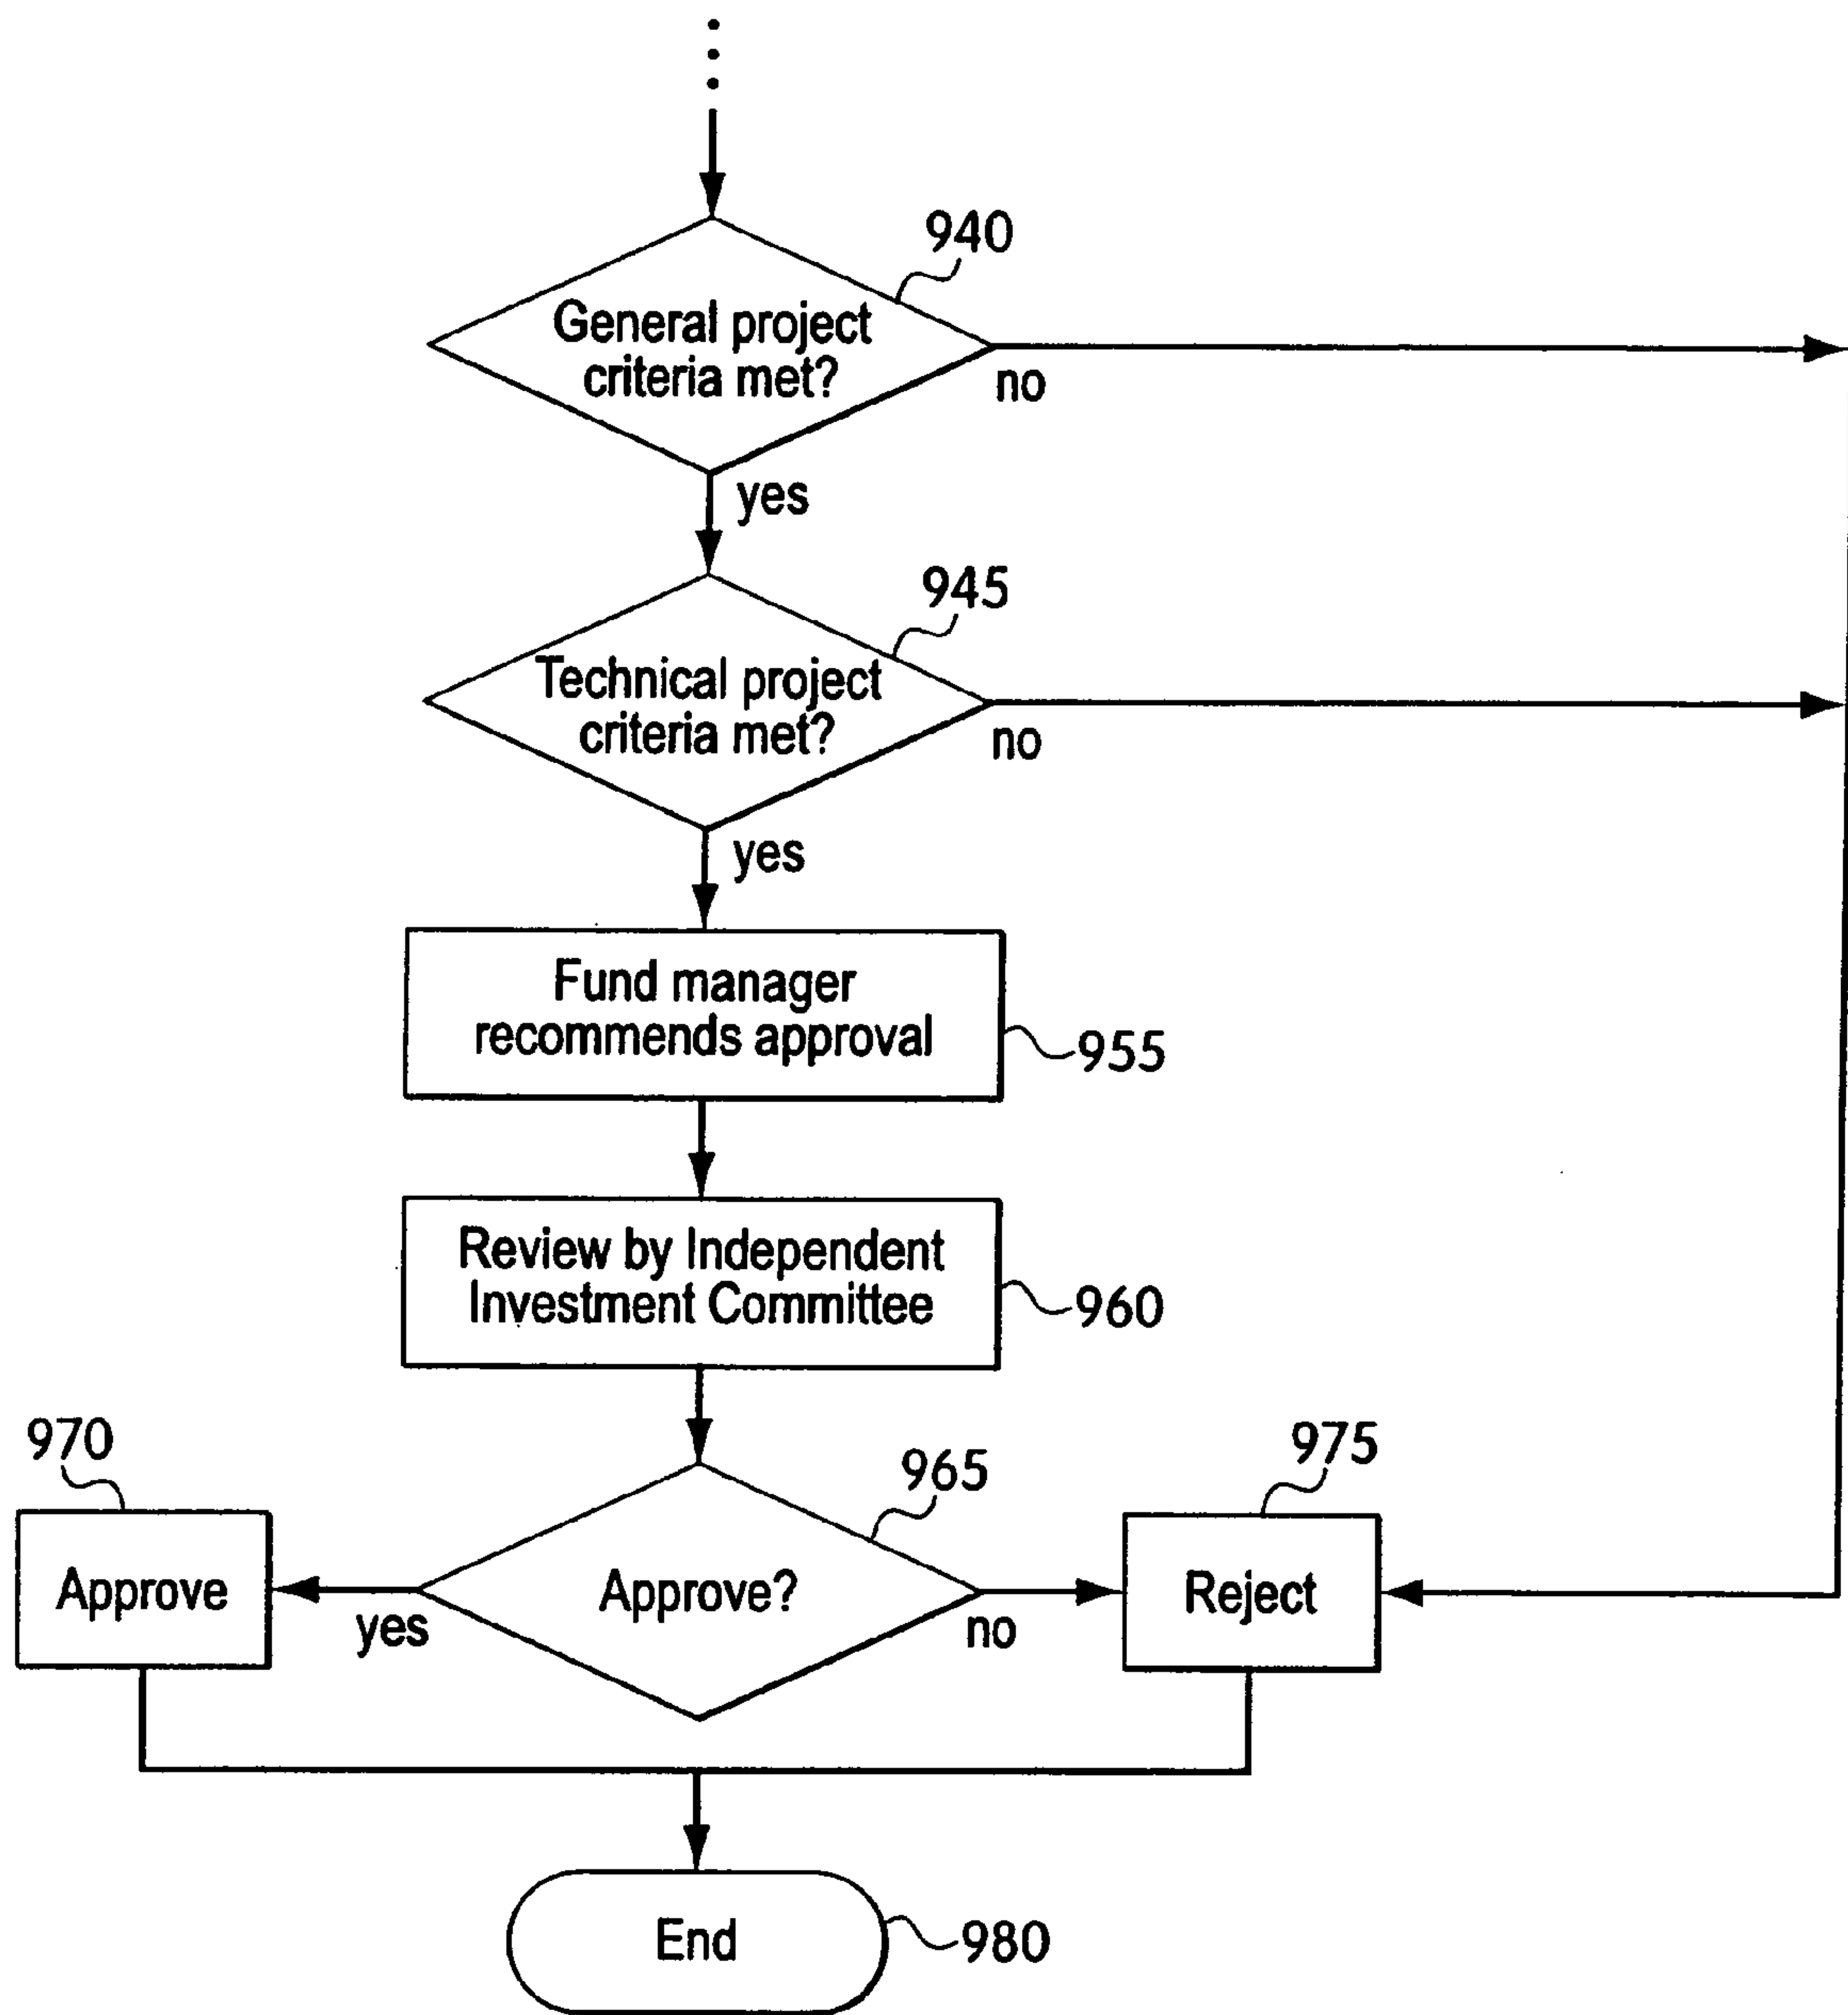 940
General project
criteria met?
no
yes
945
Technical project
criteria met?
no
yes
Fund manager
recommends approval
955
Review by Independent
Investment Committee
960
970
965
975
Approve
yes
Approve?
no
Reject
End
980